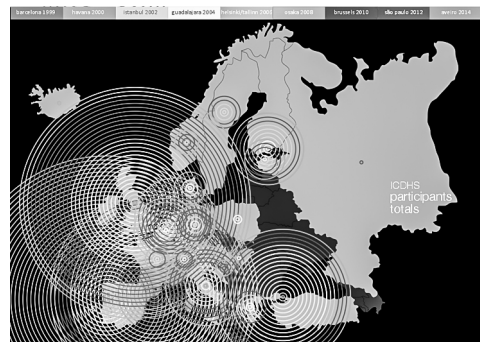 barcelona 1999 havana 2000 istanbul 2002 guadalajara 2004 helsinki/tallinn 2006 osaka 2008 brussels 2010 são paulo 2012 aveiro 2014
ICDHS
participants
totals